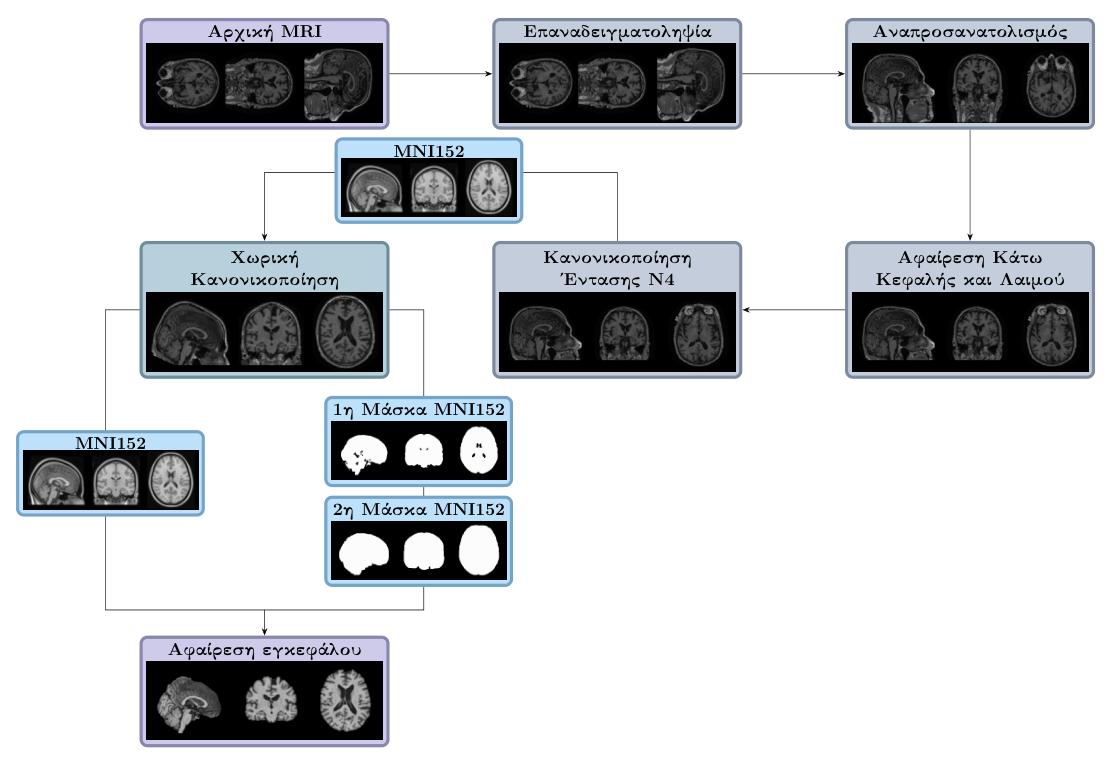 Αρχική MRI
Επαναδειγματοληψία
Αναπροσανατολισμός
MNI152
Χωρική
Κανονικοποίηση
Κανονικοποίηση
Έντασης N4
Αφαίρεση Κάτω
Κεφαλής και Λαιμού
1η Μάσκα MNI152
MNI152
2η Μάσκα MNI152
Αφαίρεση εγκεφάλου